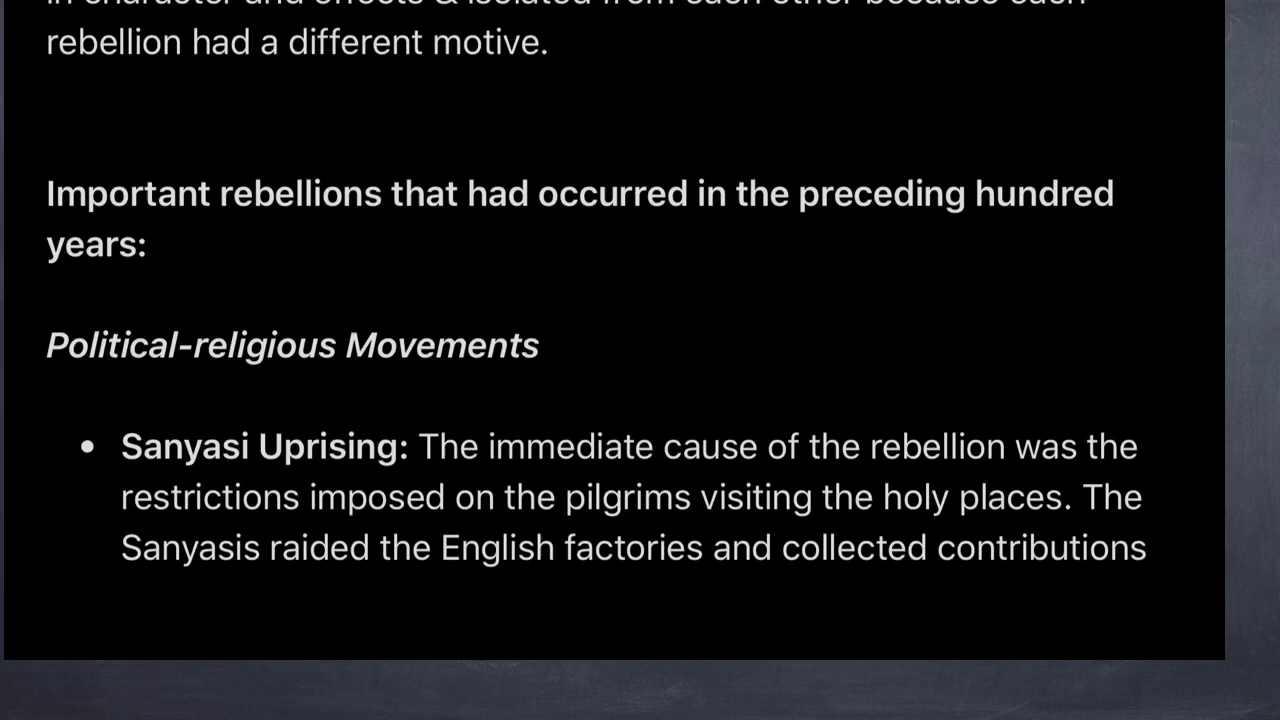 rebellion had a different motive.
Important rebellions that had occurred in the preceding hundred
years:
Political-religious Movements
• Sanyasi Uprising: The immediate cause of the rebellion was the
restrictions imposed on the pilgrims visiting the holy places. The
Sanyasis raided the English factories and collected contributions